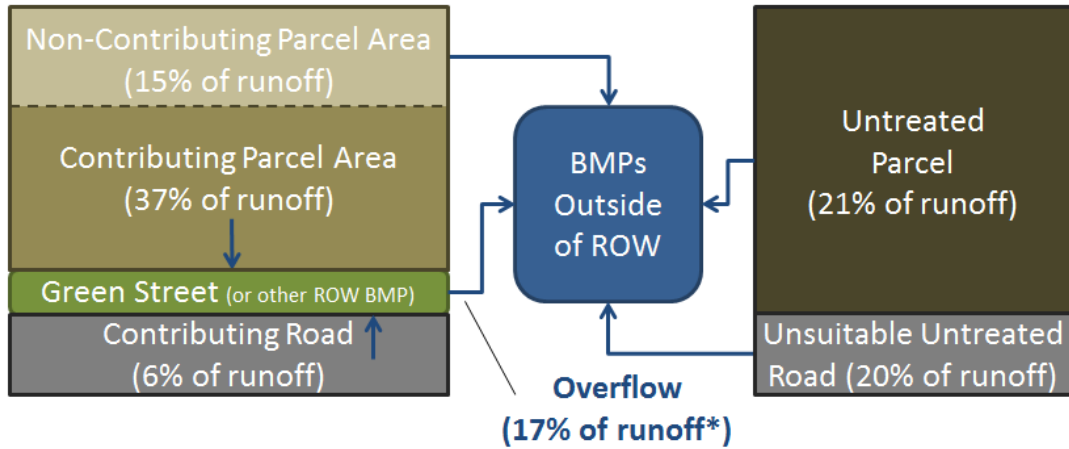 Non-Contributing Parcel Area
(15% of runoff)
Contributing Parcel Area
(37% of runoff)
Green Street (or other ROW BMP)
Contributing Road
(6% of runoff)
BMPs
Outside
of ROW
Overflow
(17% of runoff*)
Untreated
Parcel
(21% of runoff)
Unsuitable Untreated
Road (20% of runoff)